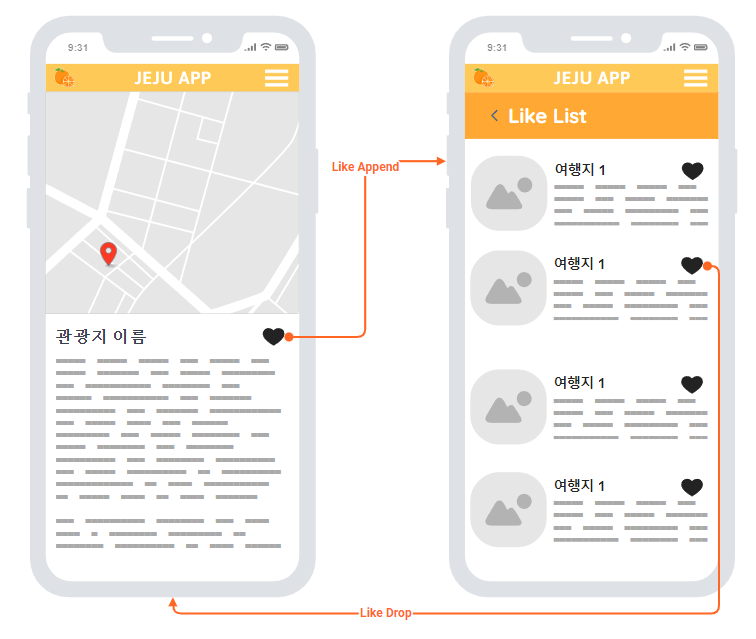 9:31
JEJU APP
관광지 이름
Like Append
9:31
JEJU APP
Like List
여행지 1
여행지 1
여행지 1
여행지 1
Like Drop